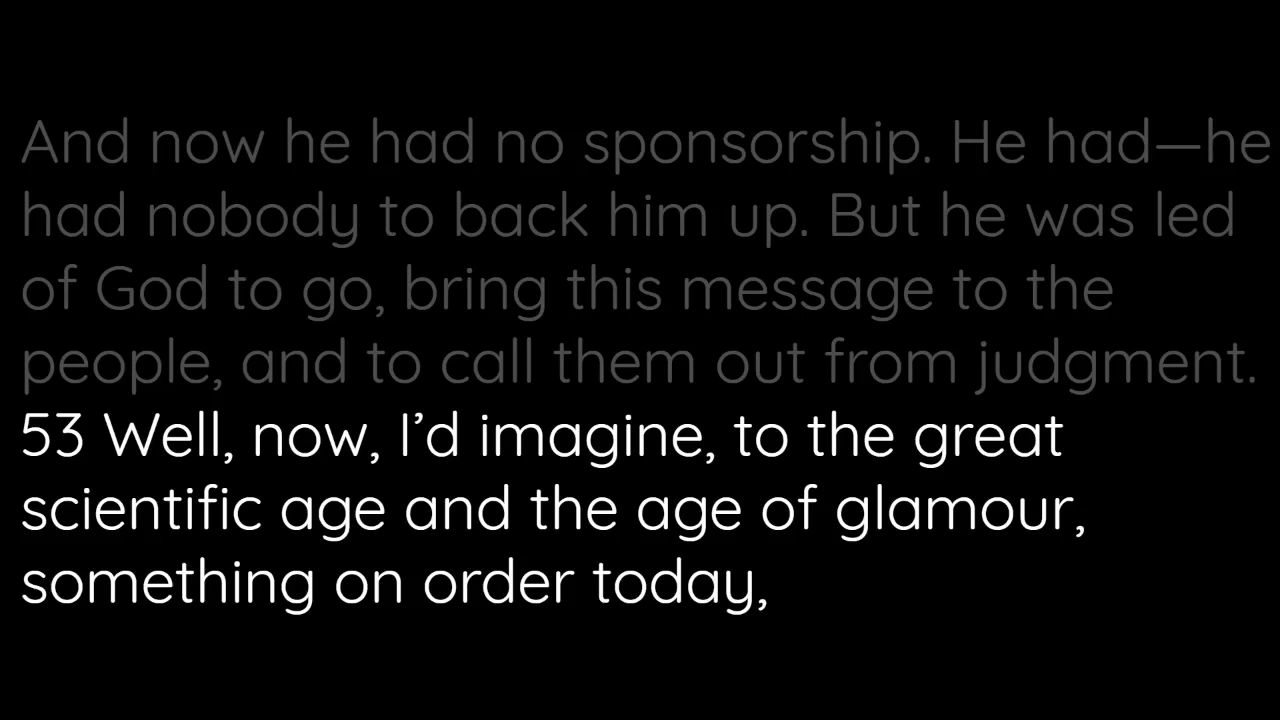 And now he had no sponsorship. He had—he
had nobody to back him up. But he was led
of God to go, bring this message to the
people, and to call them out from judgment.
53 Well, now, I’d imagine, to the great
scientific age and the age of glamour,
something on order today,